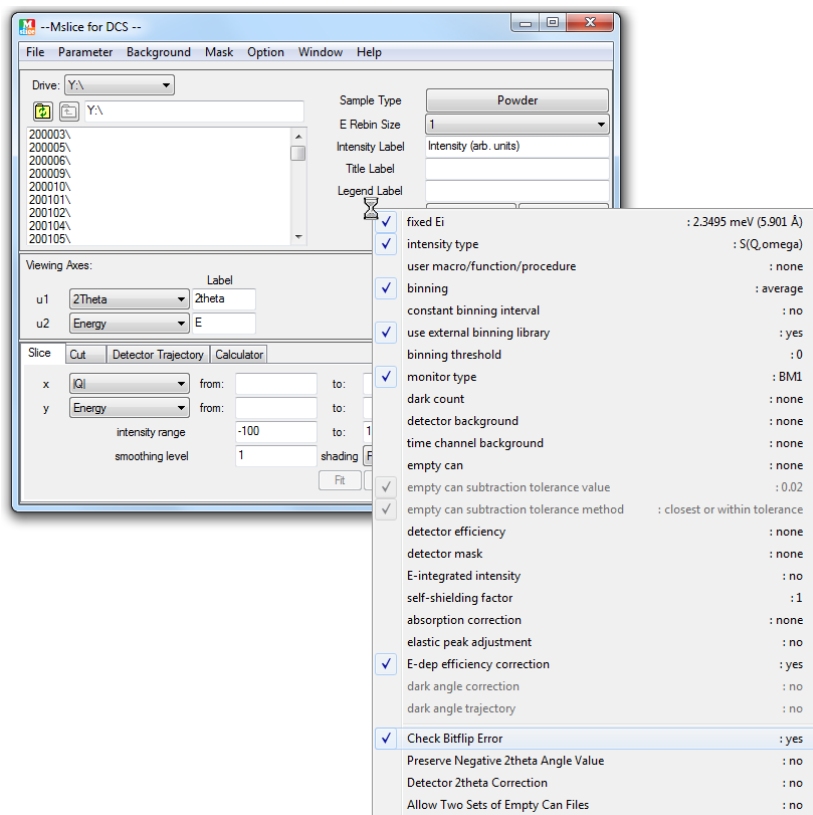 M
slice
--Mslice for DCS --
File Parameter Background Mask Option Window Help
Drive: Y:\
Y:\
200003\
200005\
200006\
200009\
200010\
200101\
200102\
200104\
200105\
Sample Type Powder
E Rebin Size 1
Intensity Label Intensity (arb. units)
Title Label
Legend Label
Viewing Axes:
Label
u1 2Theta 2theta
u2 Energy E
Slice Cut Detector Trajectory Calculator
x |Q| from: to:
y Energy from: to:
intensity range -100 to: 1
smoothing level 1 shading F
Fit
fixed Ei : 2.3495 meV (5.901 Å)
intensity type : S(Q,omega)
user macro/function/procedure : none
binning : average
constant binning interval : no
use external binning library : yes
binning threshold : 0
monitor type : BM1
dark count : none
detector background : none
time channel background : none
empty can : none
empty can subtraction tolerance value : 0.02
empty can subtraction tolerance method : closest or within tolerance
detector efficiency : none
detector mask : none
E-integrated intensity : no
self-shielding factor : 1
absorption correction : none
elastic peak adjustment : no
E-dep efficiency correction : yes
dark angle correction : no
dark angle trajectory : no
Check Bitflip Error : yes
Preserve Negative 2theta Angle Value : no
Detector 2theta Correction : no
Allow Two Sets of Empty Can Files : no